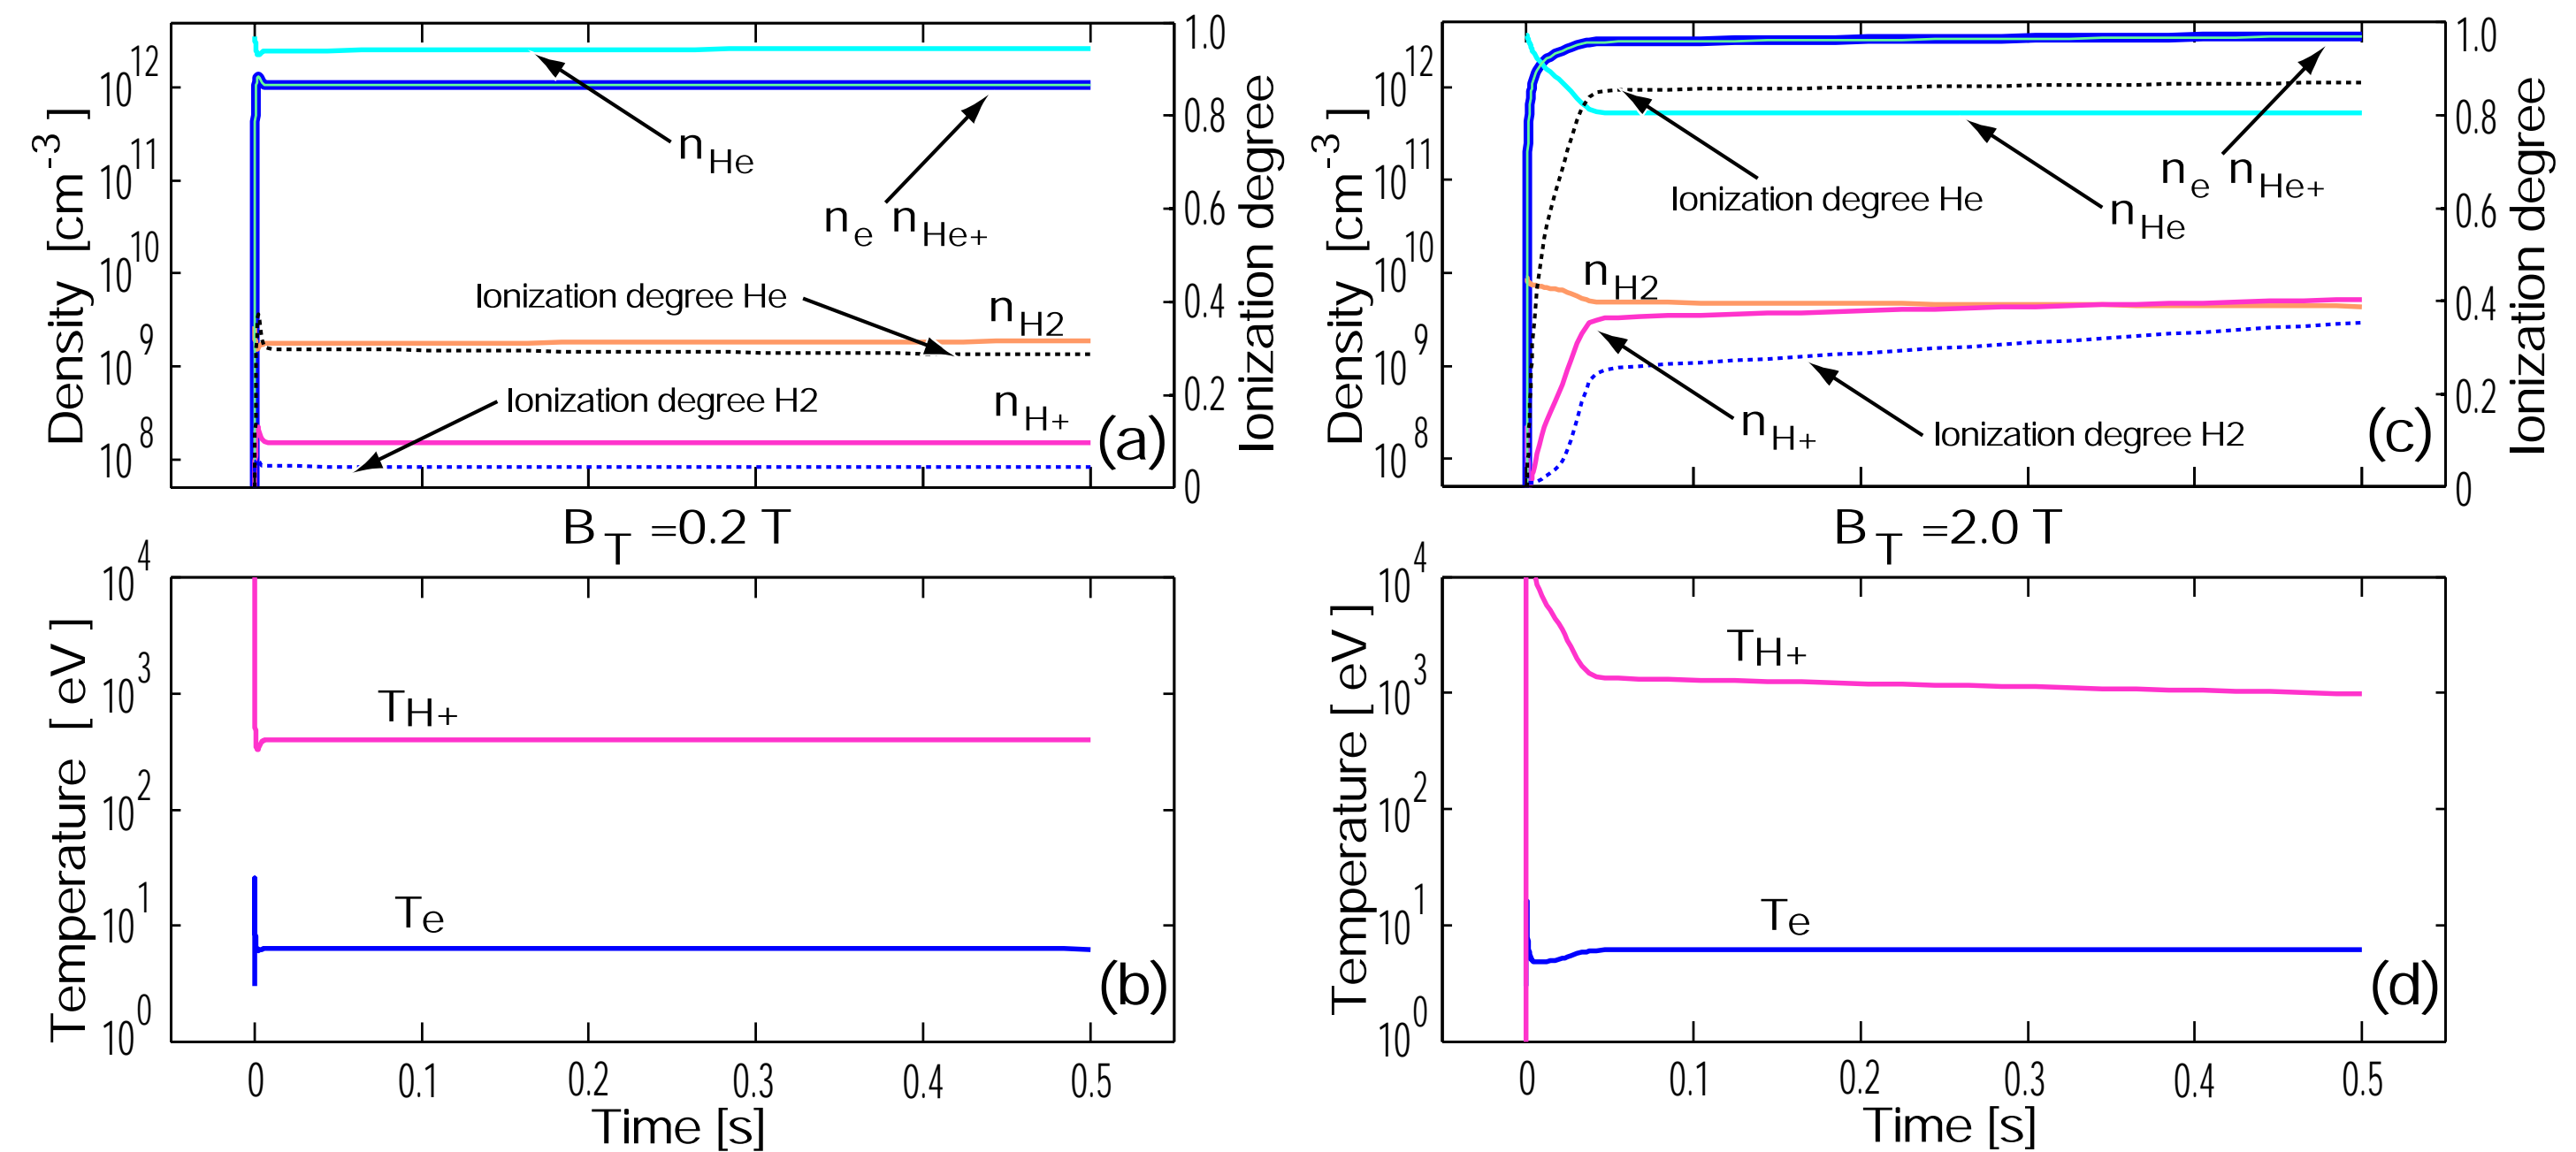 Density [cm-3 ]
10^12
10^11
10^10
10^9
10^8
1.0
0.8
0.6
0.4
0.2
0
Ionization degree
n_He
n_e n_He+
Ionization degree He
n_H2
Ionization degree H2
n_H+
(a)
B_T =0.2 T
Temperature [ eV ]
10^4
10^3
10^2
10^1
10^0
T_H+
T_e
(b)
0 0.1 0.2 0.3 0.4 0.5
Time [s]
Density [cm-3 ]
10^12
10^11
10^10
10^9
10^8
1.0
0.8
0.6
0.4
0.2
0
Ionization degree
n_e n_He+
Ionization degree He
n_He
n_H2
n_H+
Ionization degree H2
(c)
B_T =2.0 T
Temperature [ eV ]
10^4
10^3
10^2
10^1
10^0
T_H+
T_e
(d)
0 0.1 0.2 0.3 0.4 0.5
Time [s]